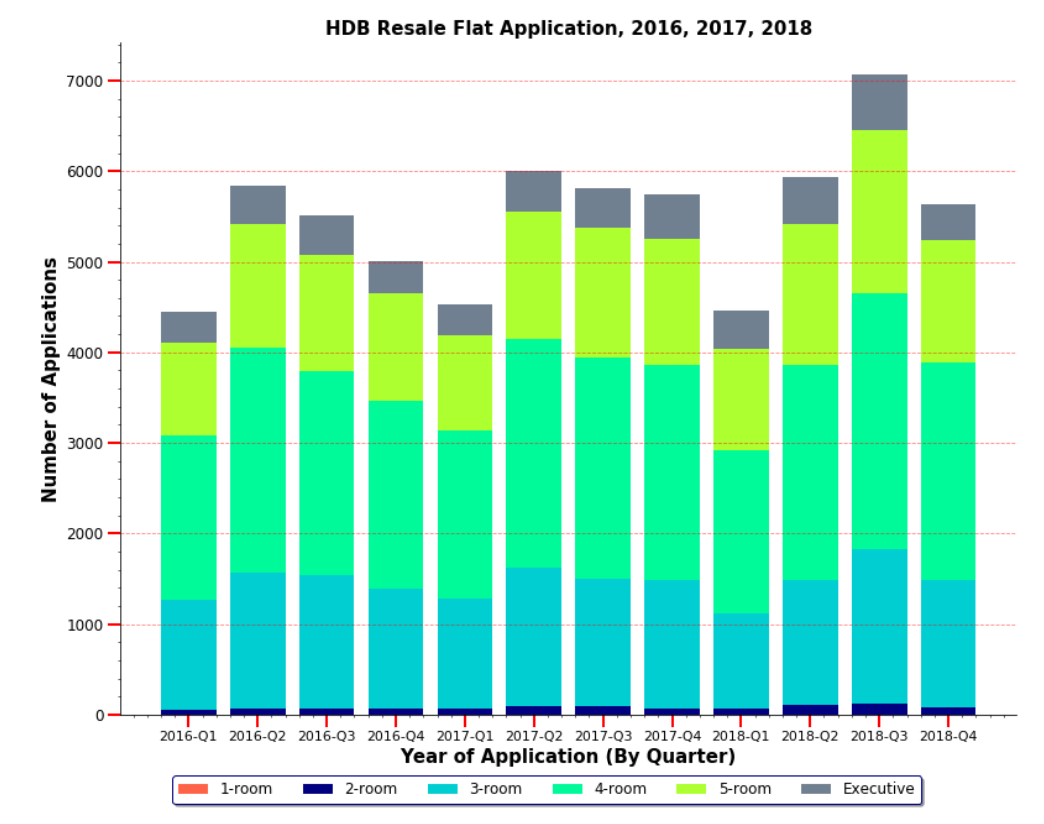 HDB Resale Flat Application, 2016, 2017, 2018
Number of Applications
7000
6000
5000
4000
3000
2000
1000
0
2016-Q1 2016-Q2 2016-Q3 2016-Q4 2017-Q1 2017-Q2 2017-Q3 2017-Q4 2018-Q1 2018-Q2 2018-Q3 2018-Q4
Year of Application (By Quarter)
1-room 2-room 3-room 4-room 5-room Executive